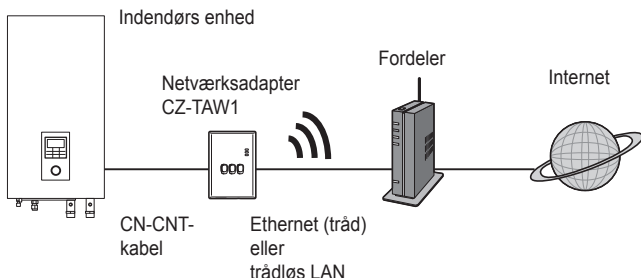 Indendørs enhed
Netværksadapter
CZ-TAW1
Fordeler
Internet
CN-CNT-
kabel
Ethernet (tråd)
eller
trådløs LAN